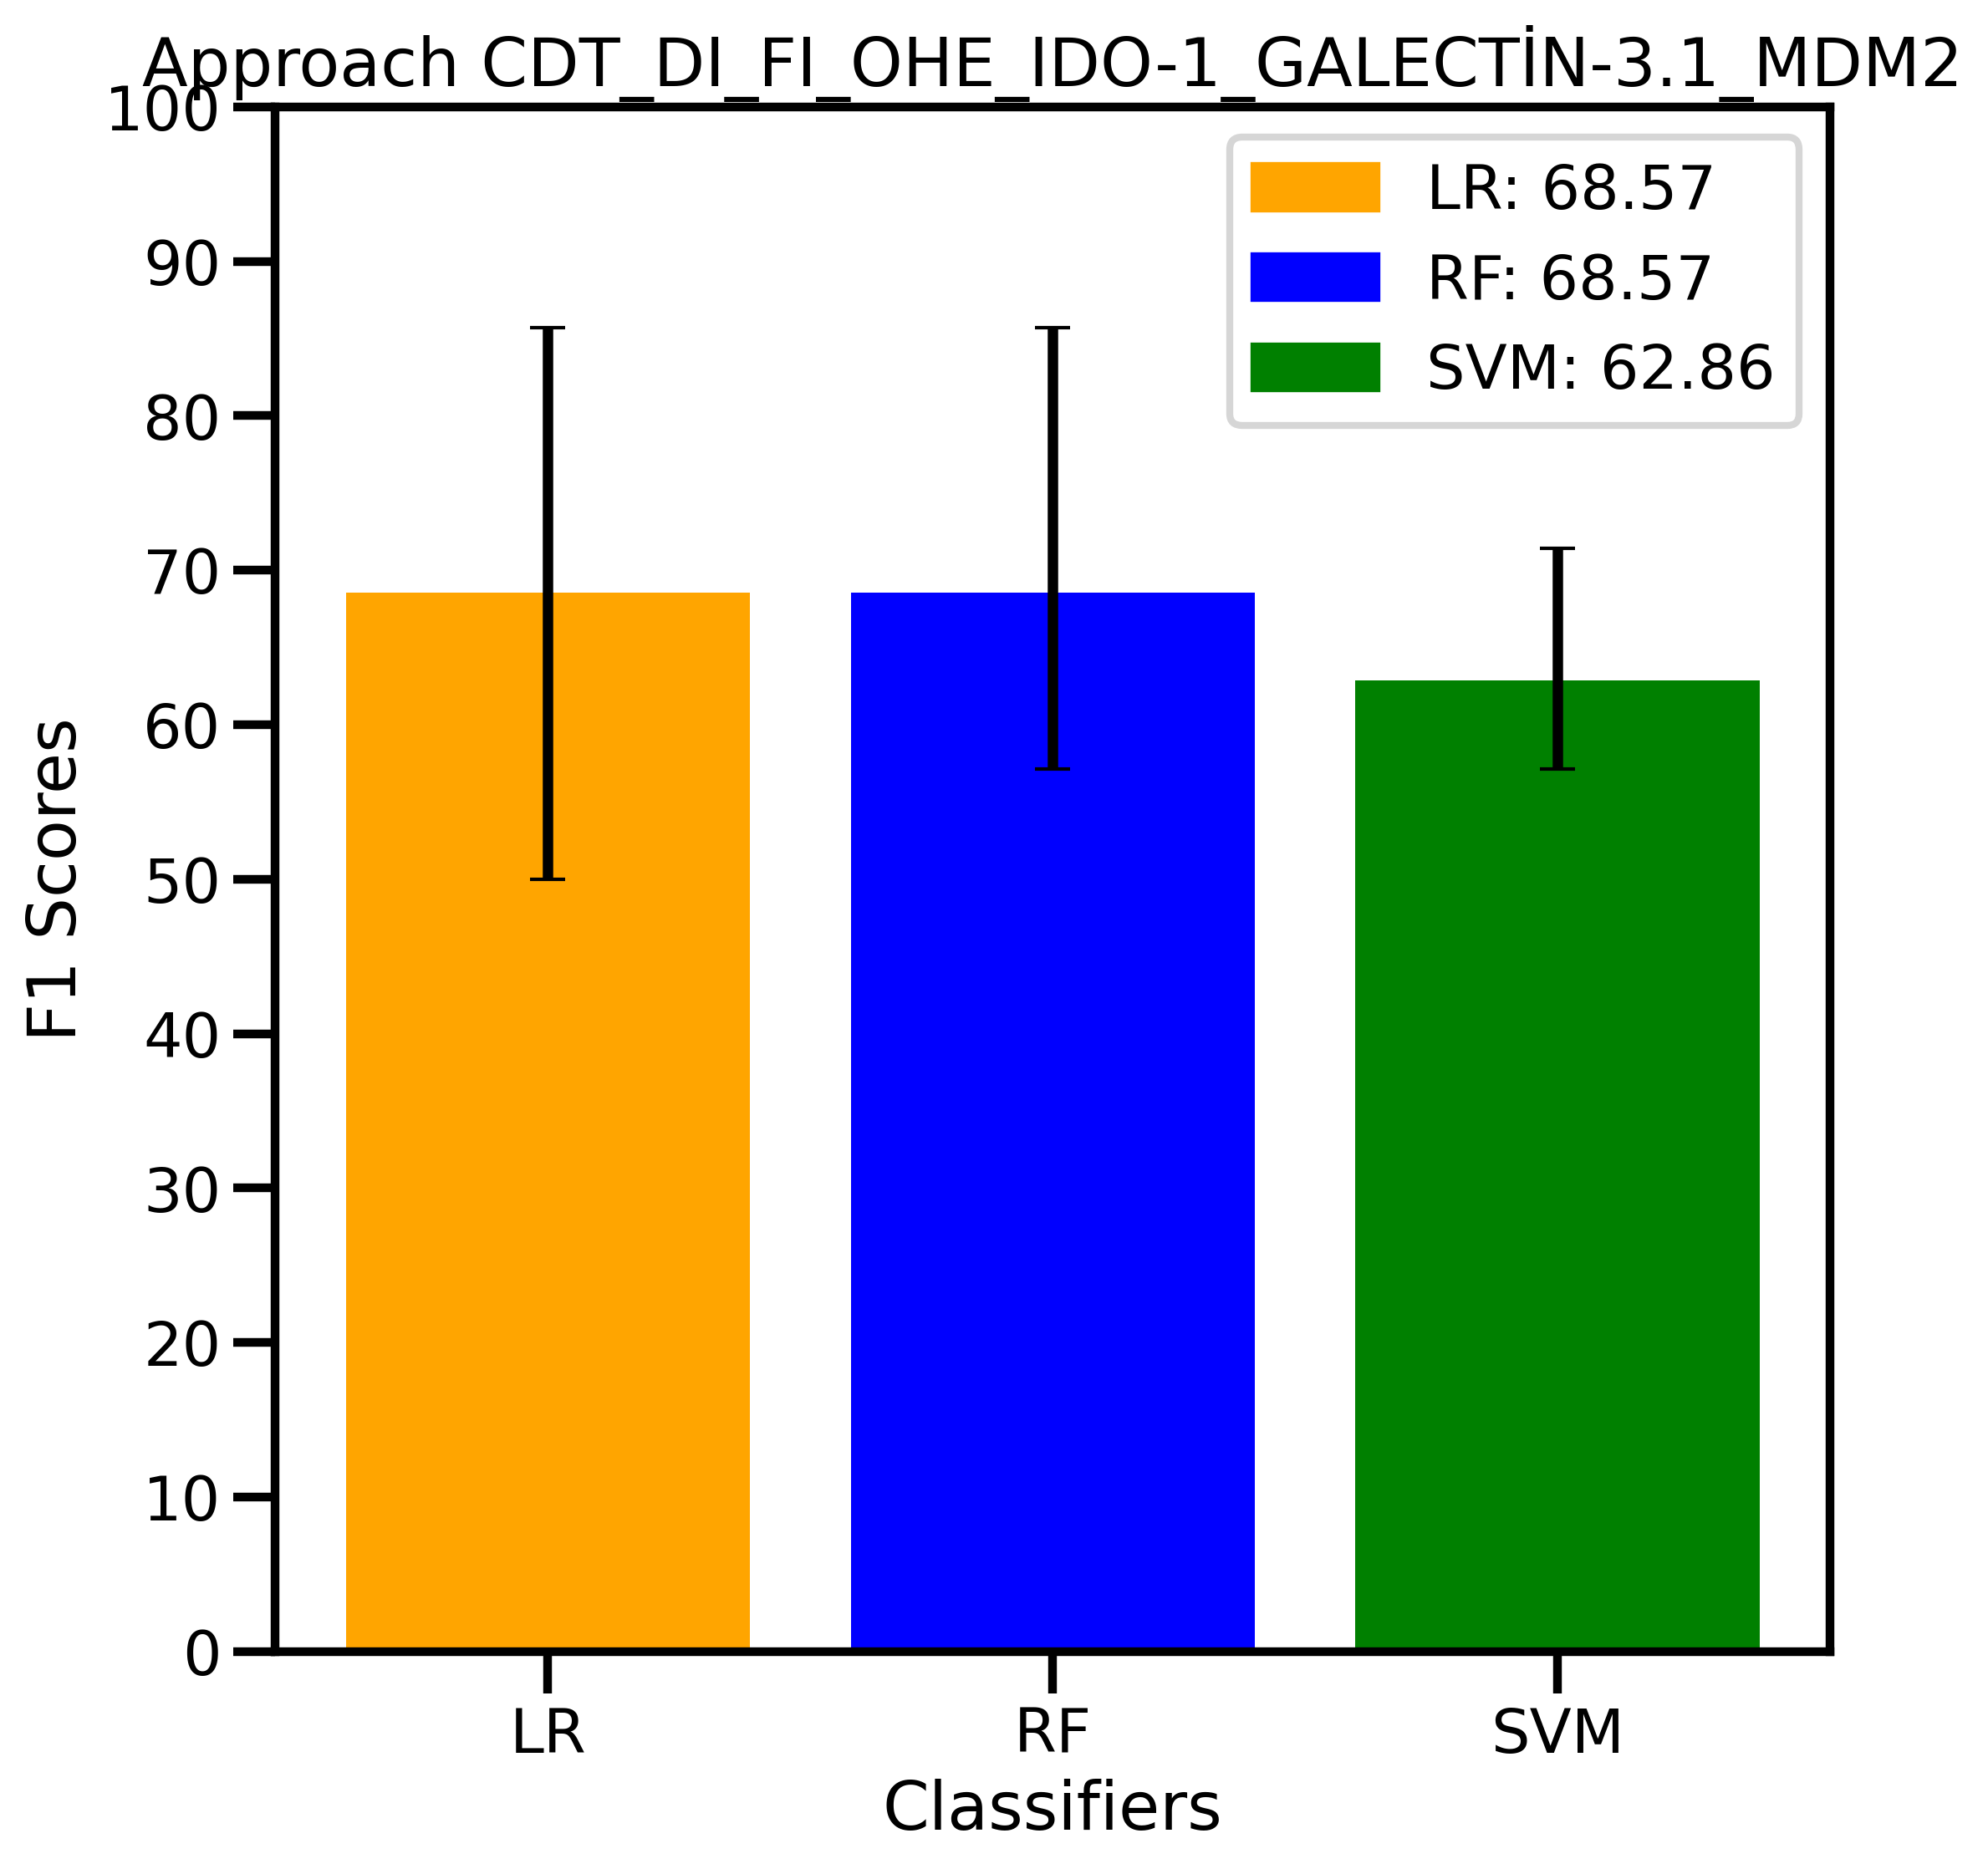 Approach CDT_DI_FI_OHE_IDO-1_GALECTİN-3.1_MDM2
100
90
80
70
60
50
40
30
20
10
0
F1 Scores
LR: 68.57
RF: 68.57
SVM: 62.86
LR
RF
SVM
Classifiers